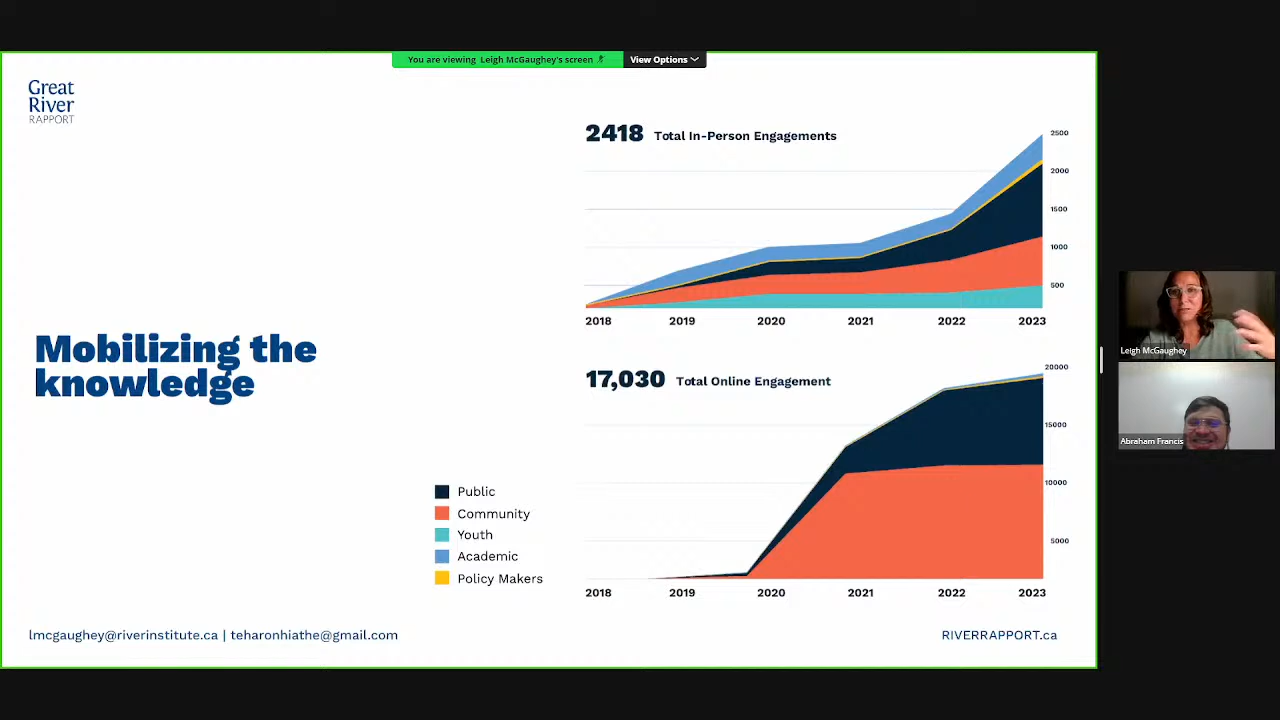 You are viewing Leigh McGaughey's screen
View Options
Great
River
RAPPORT
Mobilizing the
knowledge
2418 Total In-Person Engagements
2500
2000
1500
1000
500
2018 2019 2020 2021 2022 2023
17,030 Total Online Engagement
20000
15000
10000
5000
2018 2019 2020 2021 2022 2023
Public
Community
Youth
Academic
Policy Makers
lmcgaughey@riverinstitute.ca | teharonhiathe@gmail.com
RIVERRAPPORT.ca
Leigh McGaughey
Abraham Francis